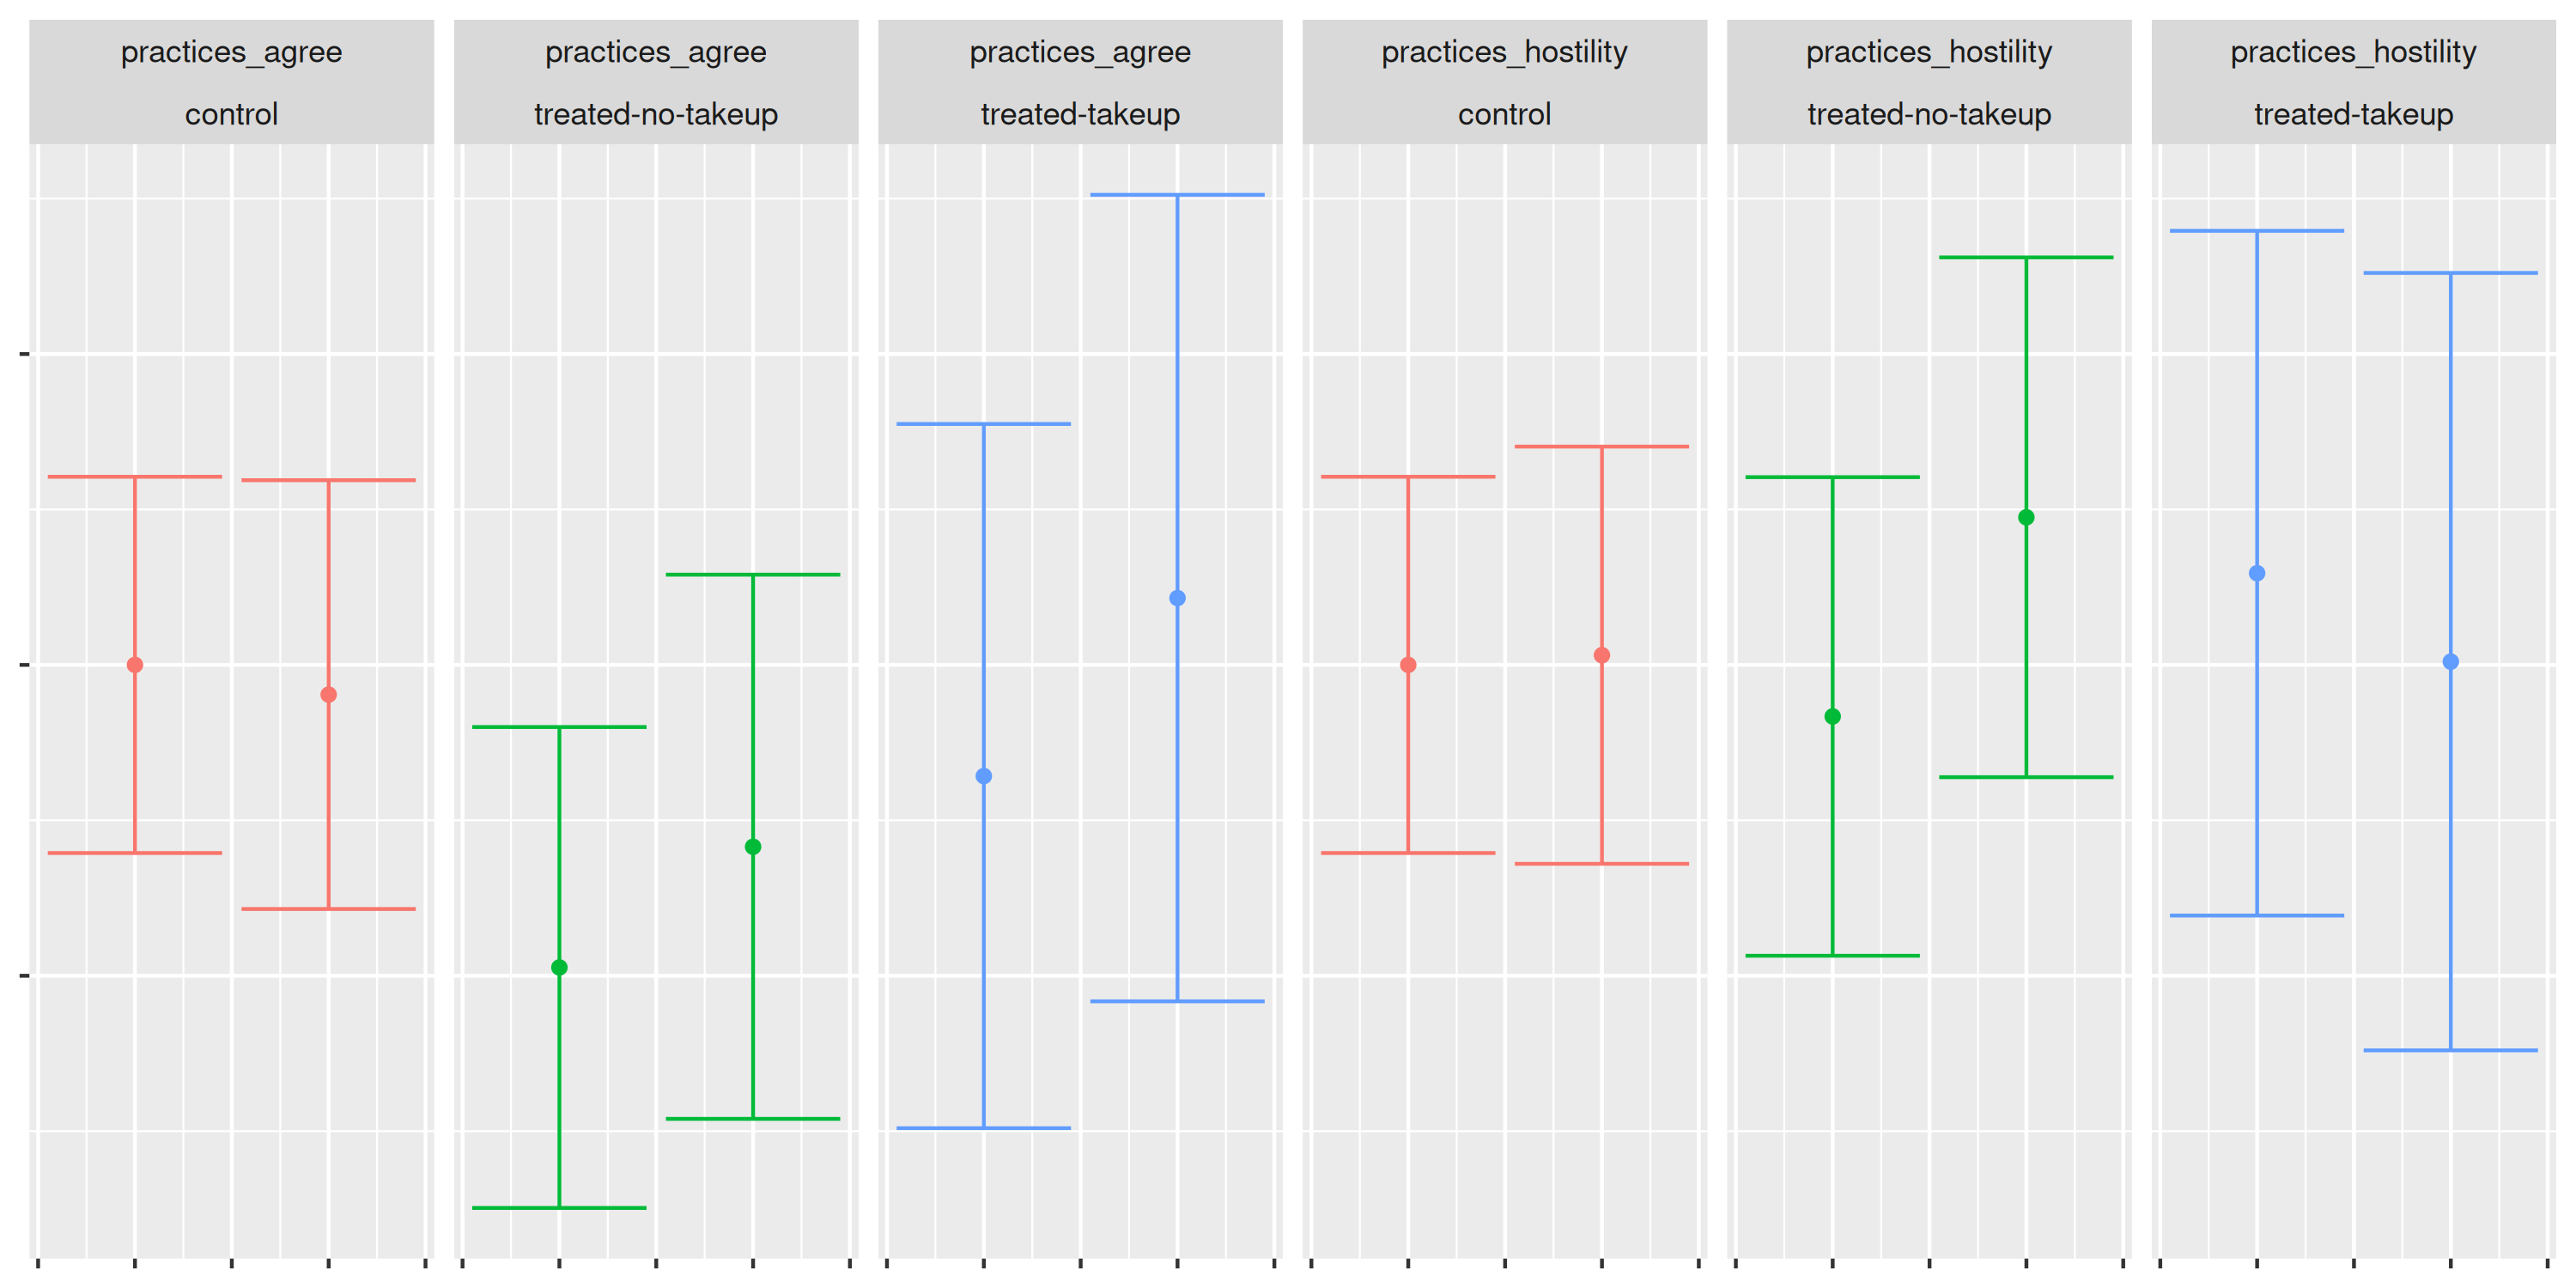 practices_agree
control
practices_agree
treated-no-takeup
practices_agree
treated-takeup
practices_hostility
control
practices_hostility
treated-no-takeup
practices_hostility
treated-takeup